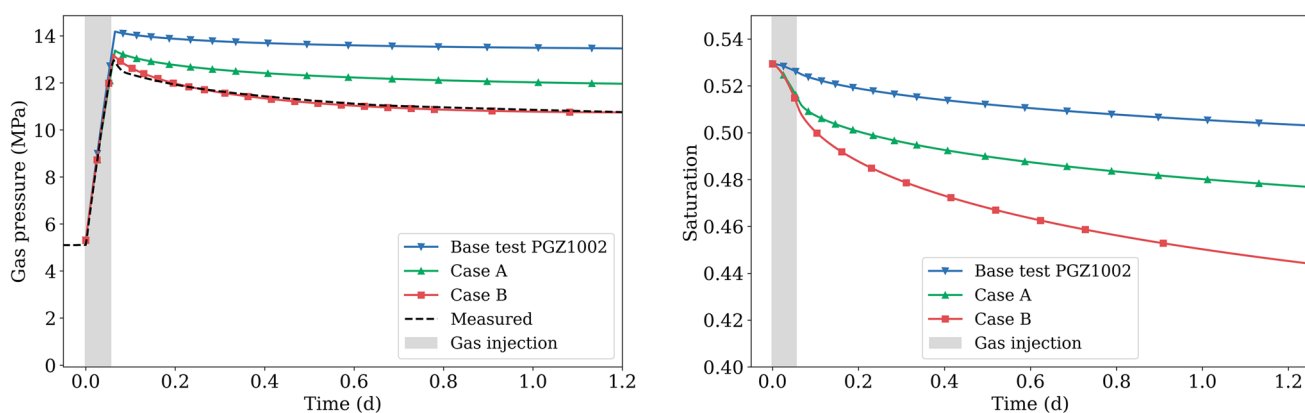 14
12
10
8
6
4
2
0
Gas pressure (MPa)
0.0 0.2 0.4 0.6 0.8 1.0 1.2
Time (d)
Base test PGZ1002
Case A
Case B
Measured
Gas injection
0.54
0.52
0.50
0.48
0.46
0.44
0.42
0.40
Saturation
0.0 0.2 0.4 0.6 0.8 1.0 1.2
Time (d)
Base test PGZ1002
Case A
Case B
Gas injection